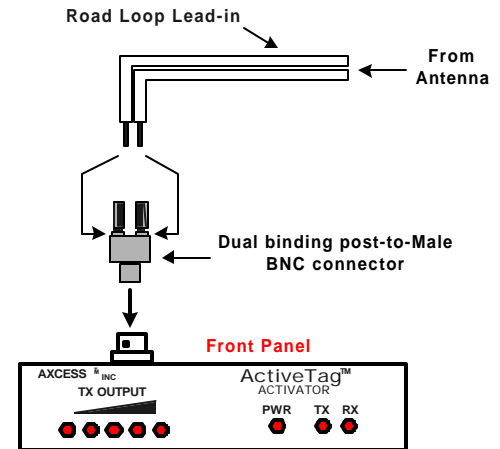 Road Loop Lead-in
From
Antenna
Dual binding post-to-Male
BNC connector
Front Panel
AXCESS INC
ActiveTag™
ACTIVATOR
TX OUTPUT
PWR TX RX